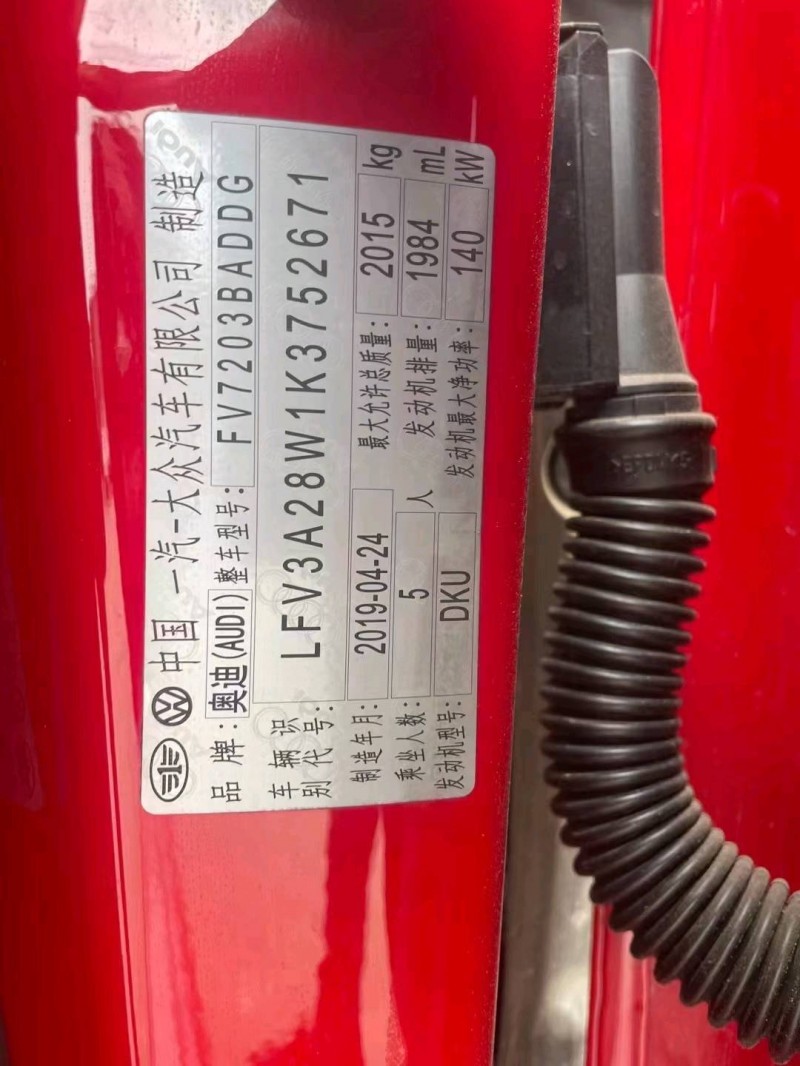 中国 一汽-大众汽车有限公司 制造
品牌: 奥迪(AUDI) 整车型号: FV7203BADDG
车辆识别代号: LFV3A28W1K3752671
制造年月: 2019-04-24 最大允许总质量: 2015 kg
乘坐人数: 5 人 发动机排量: 1984 mL
发动机型号: DKU 发动机最大净功率: 140 kW